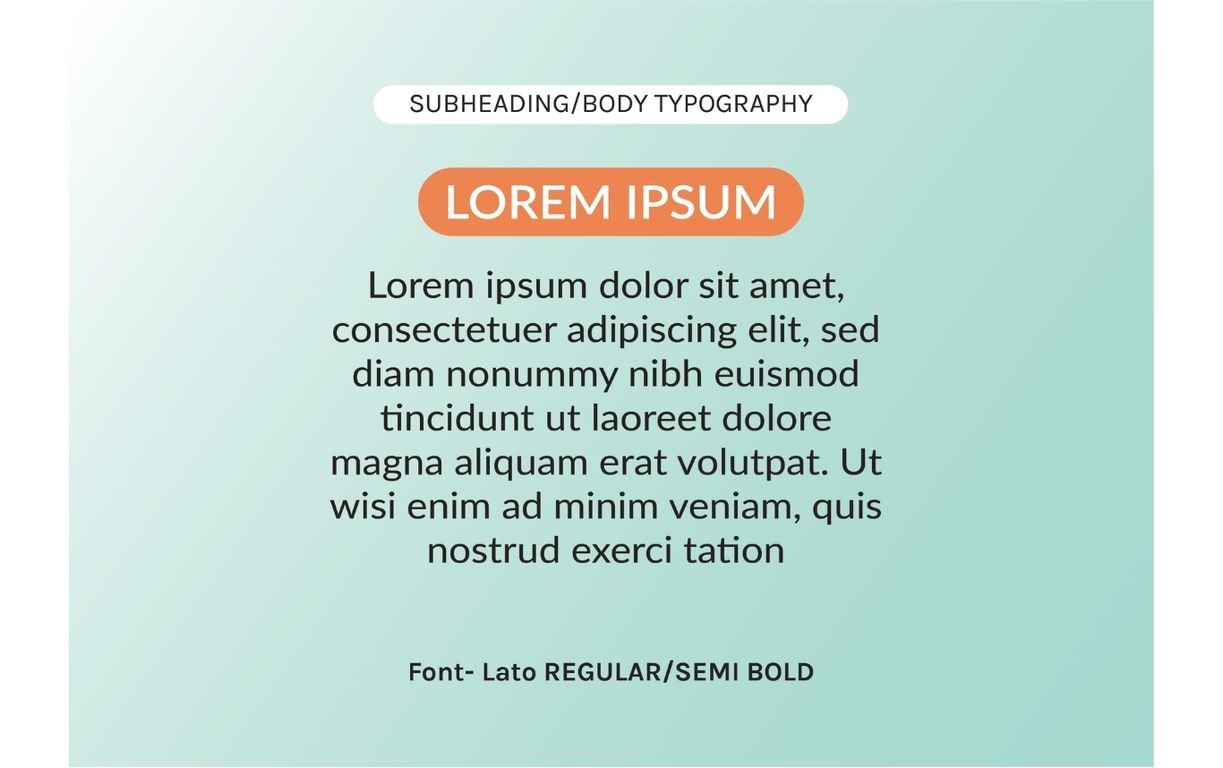 SUBHEADING/BODY TYPOGRAPHY
LOREM IPSUM
Lorem ipsum dolor sit amet,
consectetuer adipiscing elit, sed
diam nonummy nibh euismod
tincidunt ut laoreet dolore
magna aliquam erat volutpat. Ut
wisi enim ad minim veniam, quis
nostrud exerci tation
Font- Lato REGULAR/SEMI BOLD